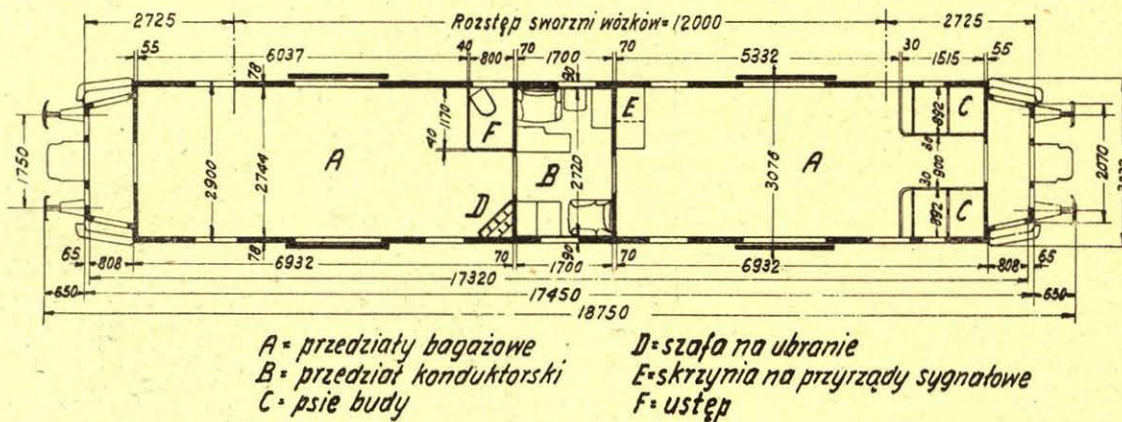 2725 Rozstęp sworzni wózków=12000 2725
55 6037 40 800 70 1700 70 5332 30 1515 55
78 90
1170 40 F E 892 C
1750 2900 2744 A B 2720 3076 A 30 900 30 2070
D 892 C
65 808 6932 78 70 1700 90 70 6932 808 65
17320
650 17450 650
18750
A = przedziały bagażowe
B = przedział konduktorski
C = psie budy
D=szafa na ubranie
E=skrzynia na przyrządy sygnałowe
F = ustęp